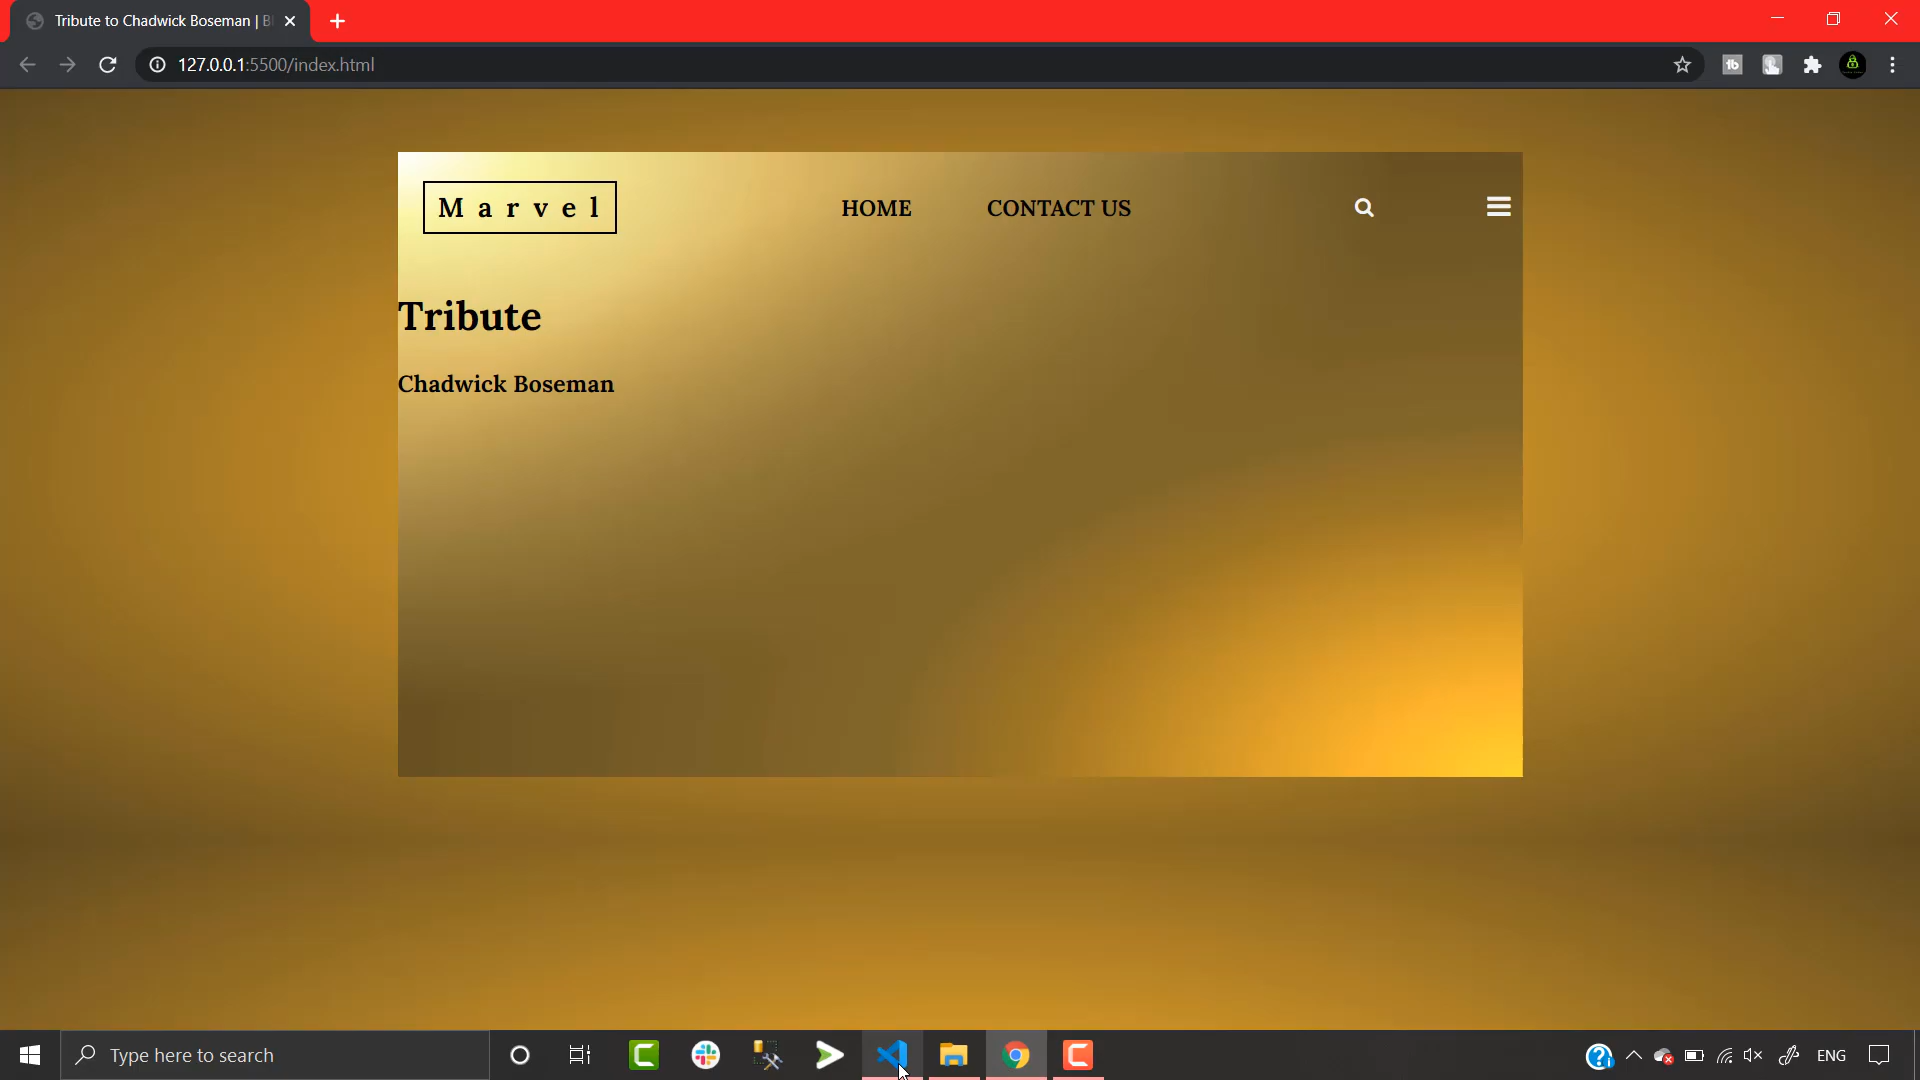 Tribute to Chadwick Boseman | B
127.0.0.1:5500/index.html
Marvel
HOME
CONTACT US
Tribute
Chadwick Boseman
Type here to search
ENG